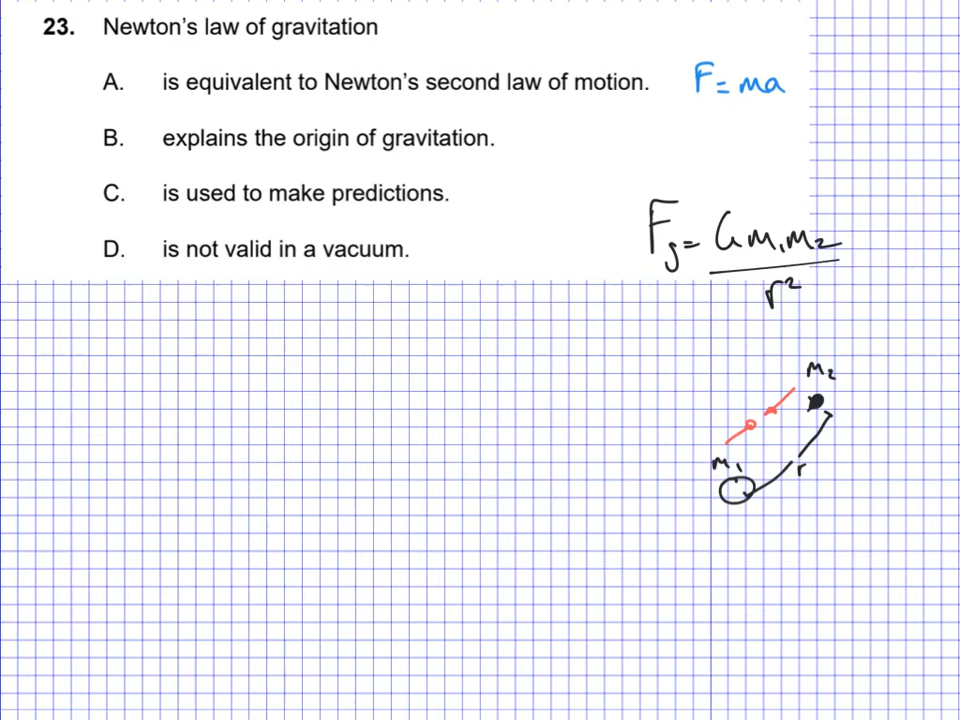 23. Newton's law of gravitation
A. is equivalent to Newton's second law of motion. F = ma
B. explains the origin of gravitation.
C. is used to make predictions.
D. is not valid in a vacuum.
Fg = G m₁m₂
r²
m₂
m₁
r